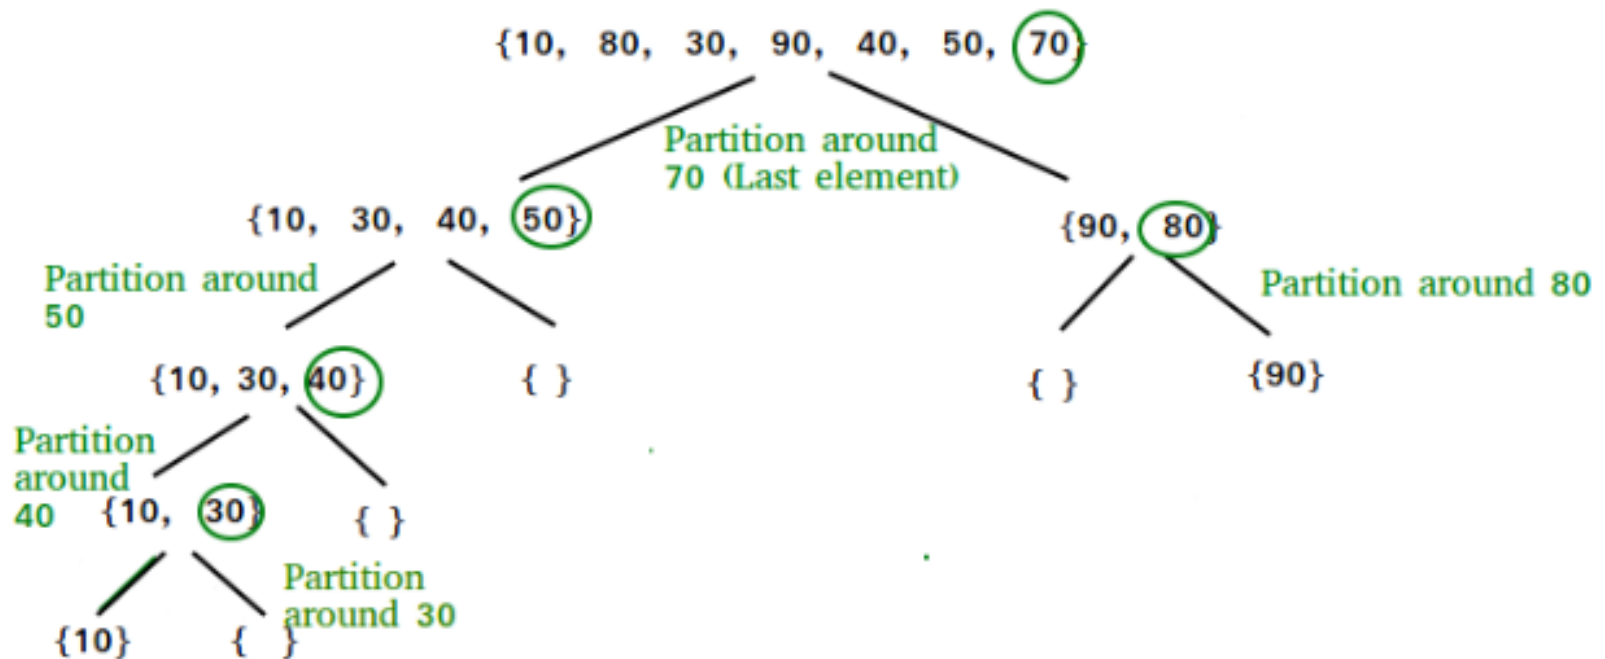 {10, 80, 30, 90, 40, 50, 70}
Partition around
70 (Last element)
{10, 30, 40, 50}
{90, 80}
Partition around
50
Partition around 80
{10, 30, 40}
{ }
{ }
{90}
Partition
around
40
{10, 30}
{ }
Partition
around 30
{10}
{ }